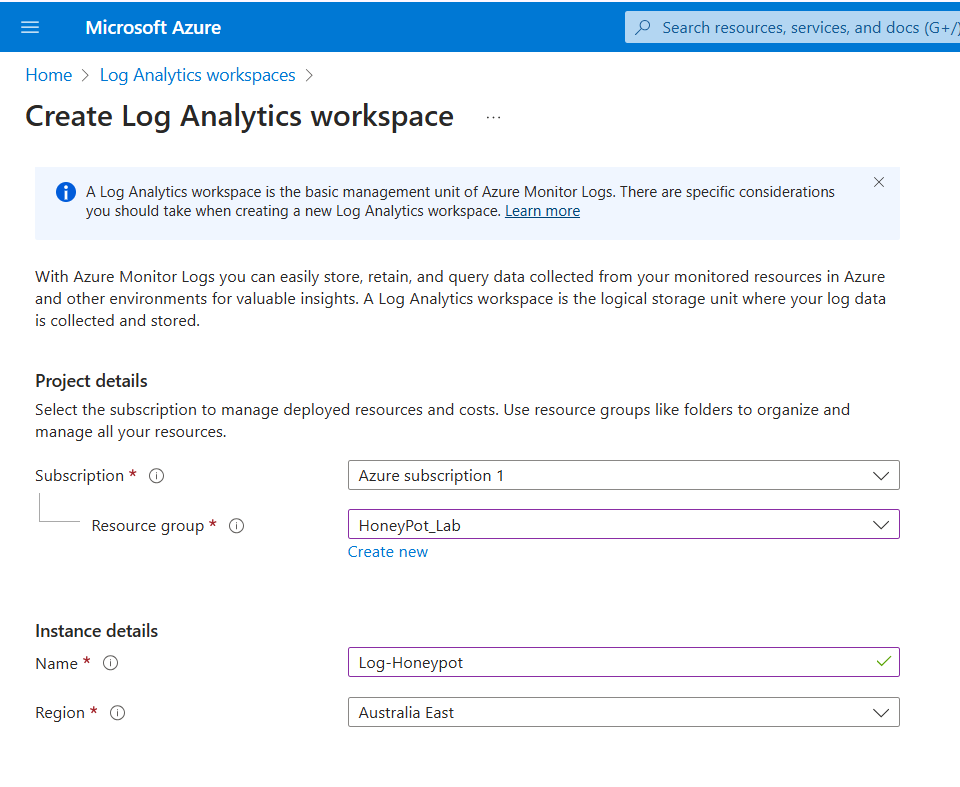 Microsoft Azure
Search resources, services, and docs (G+/)
Home > Log Analytics workspaces >
Create Log Analytics workspace ...
A Log Analytics workspace is the basic management unit of Azure Monitor Logs. There are specific considerations
you should take when creating a new Log Analytics workspace. Learn more
With Azure Monitor Logs you can easily store, retain, and query data collected from your monitored resources in Azure
and other environments for valuable insights. A Log Analytics workspace is the logical storage unit where your log data
is collected and stored.
Project details
Select the subscription to manage deployed resources and costs. Use resource groups like folders to organize and
manage all your resources.
Subscription * Azure subscription 1
Resource group * HoneyPot_Lab
Create new
Instance details
Name * Log-Honeypot
Region * Australia East